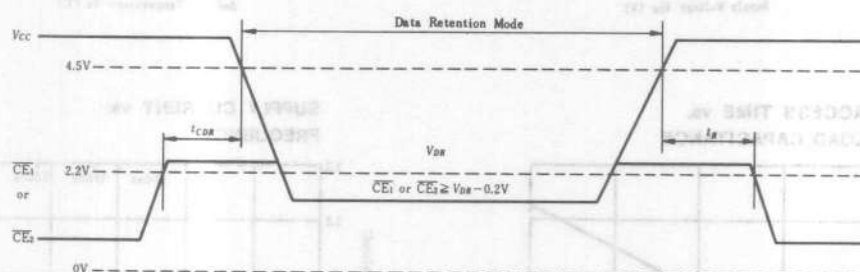 Data Retention Mode
Vcc
4.5V
tCDR
tR
VDR
CE1
2.2V
CE1 or CE2 ≧ VDR−0.2V
or
CE2
0V